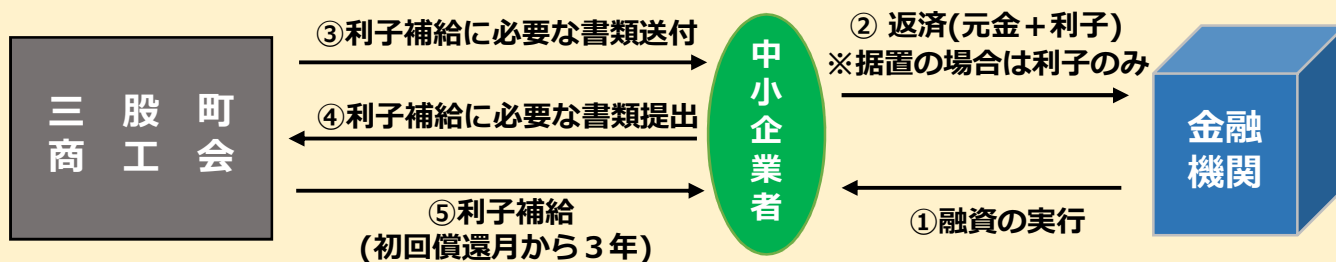 三股町
商工会
③利子補給に必要な書類送付
④利子補給に必要な書類提出
⑤利子補給
(初回償還月から３年)
中小企業者
② 返済(元金＋利子)
※据置の場合は利子のみ
①融資の実行
金融
機関